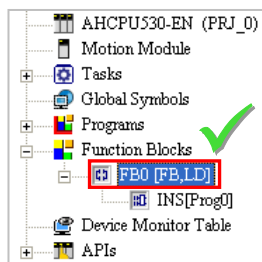 AHCPU530-EN (PRJ_0)
Motion Module
Tasks
Global Symbols
Programs
Function Blocks
FB0 [FB,LD]
INS[Prog0]
Device Monitor Table
APIs